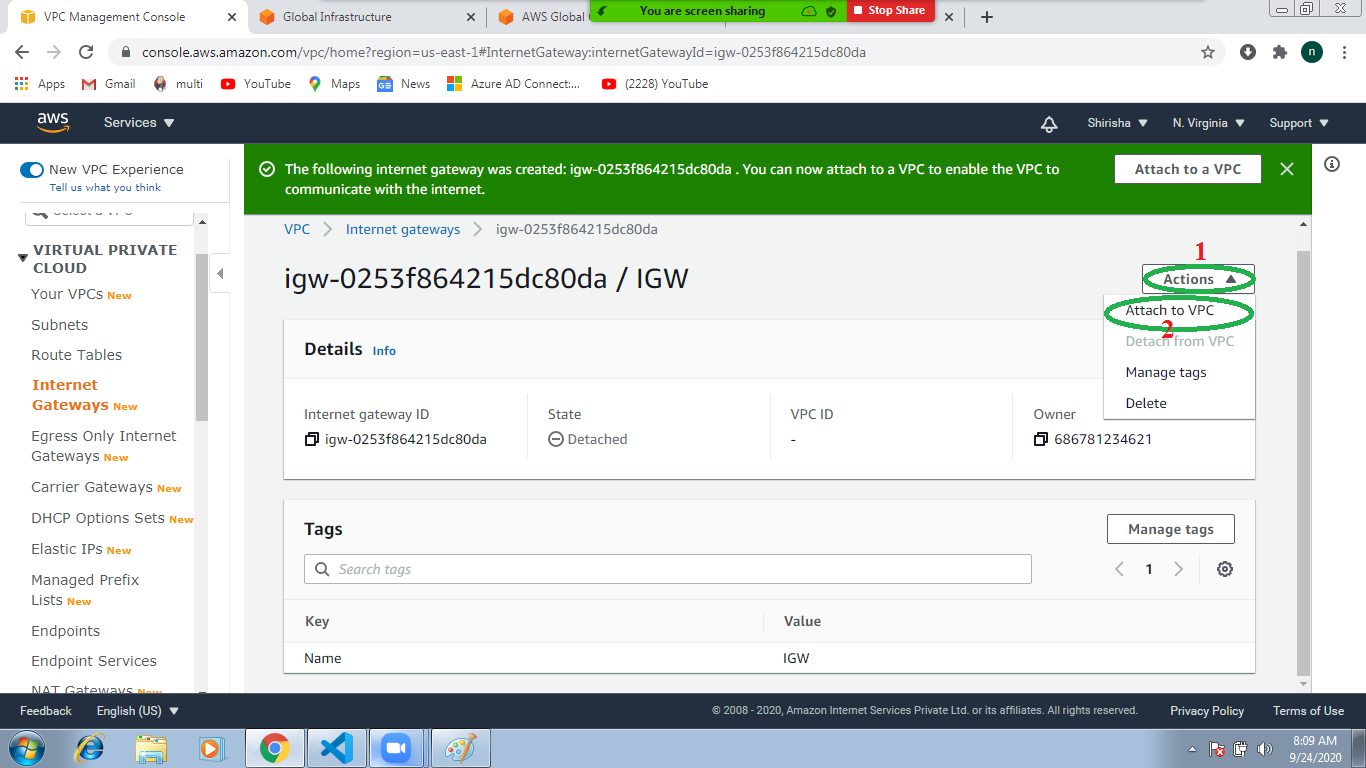 VPC Management Console
Global Infrastructure
AWS Global
You are screen sharing
Stop Share
console.aws.amazon.com/vpc/home?region=us-east-1#InternetGateway:internetGatewayId=igw-0253f864215dc80da
n
Apps
Gmail
multi
YouTube
Maps
News
Azure AD Connect:...
(2228) YouTube
aws
Services
Shirisha
N. Virginia
Support
New VPC Experience
Tell us what you think
Select a VPC
VIRTUAL PRIVATE
CLOUD
Your VPCs New
Subnets
Route Tables
Internet
Gateways New
Egress Only Internet
Gateways New
Carrier Gateways New
DHCP Options Sets New
Elastic IPs New
Managed Prefix
Lists New
Endpoints
Endpoint Services
NAT Gateways New
The following internet gateway was created: igw-0253f864215dc80da . You can now attach to a VPC to enable the VPC to
communicate with the internet.
Attach to a VPC
VPC
Internet gateways
igw-0253f864215dc80da
igw-0253f864215dc80da / IGW
1
Actions
Attach to VPC
2
Detach from VPC
Manage tags
Delete
Details Info
Internet gateway ID
igw-0253f864215dc80da
State
Detached
VPC ID
-
Owner
686781234621
Tags
Manage tags
Search tags
1
Key
Value
Name
IGW
Feedback
English (US)
© 2008 - 2020, Amazon Internet Services Private Ltd. or its affiliates. All rights reserved.
Privacy Policy
Terms of Use
8:09 AM
9/24/2020